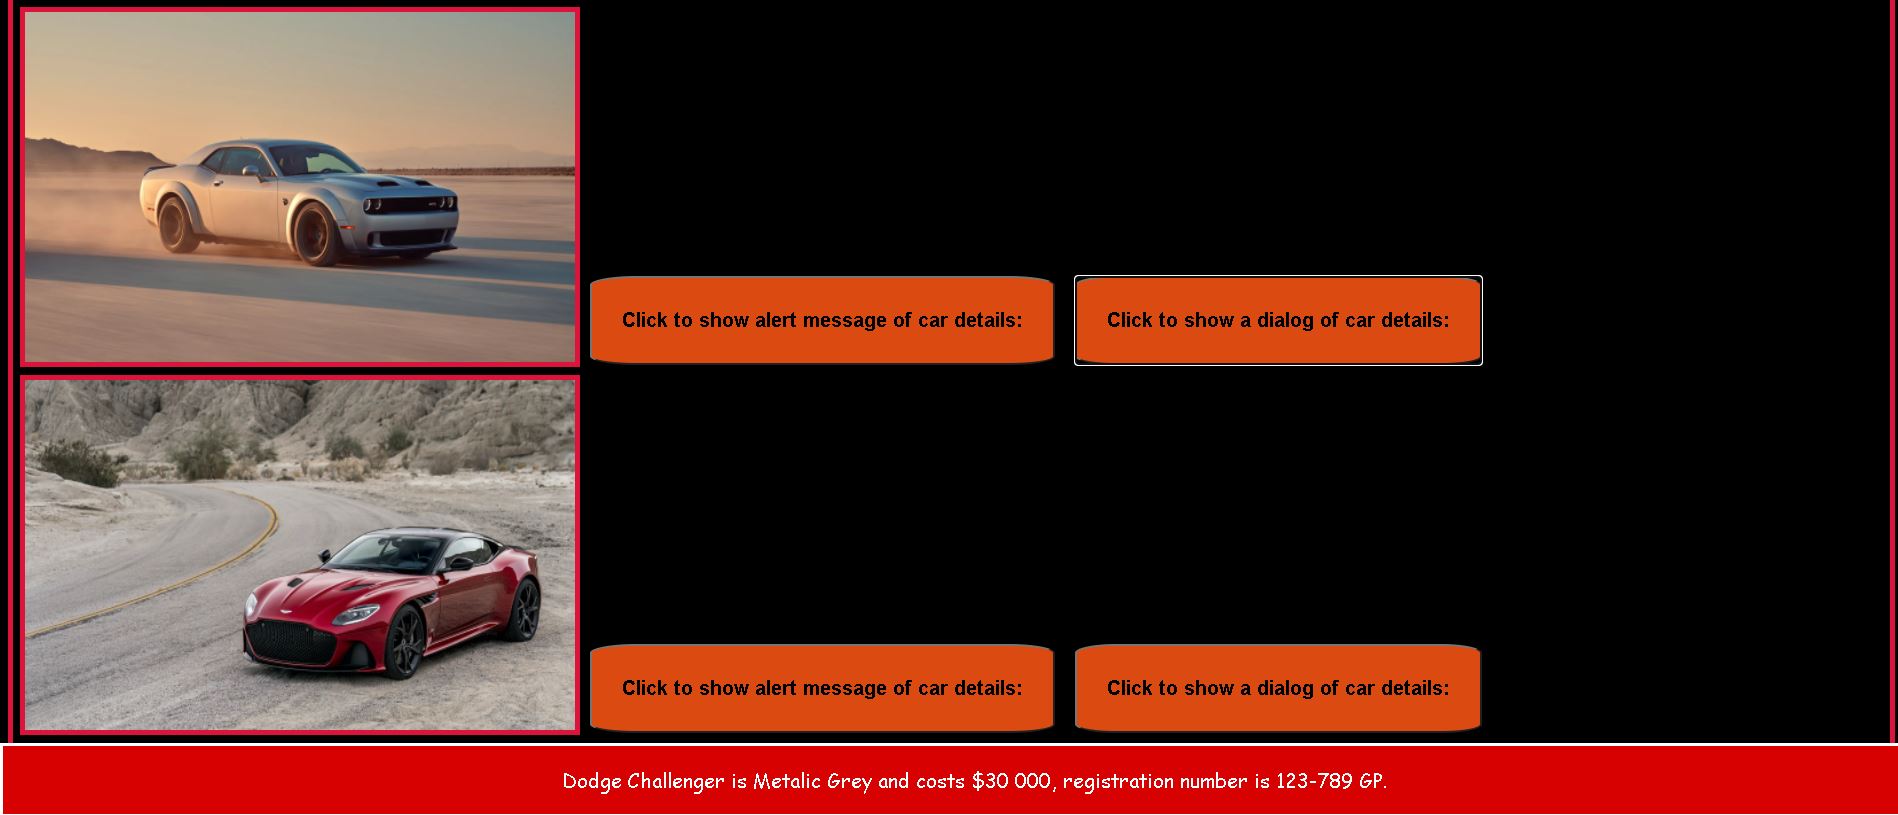 Click to show alert message of car details:
Click to show a dialog of car details:
Click to show alert message of car details:
Click to show a dialog of car details:
Dodge Challenger is Metalic Grey and costs $30 000, registration number is 123-789 GP.